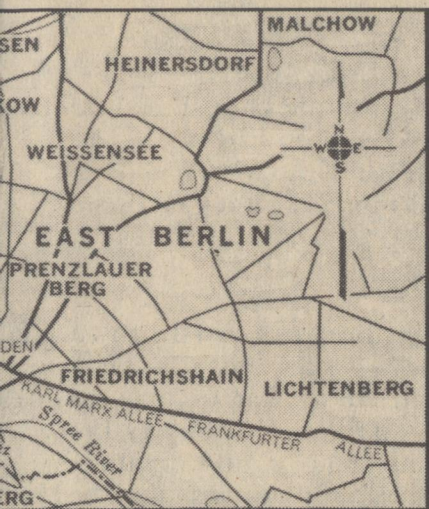 MALCHOW
SEN
HEINERSDORF
KOW
N
W E
S
WEISSENSEE
EAST BERLIN
PRENZLAUER
BERG
DEN
FRIEDRICHSHAIN
LICHTENBERG
KARL MARX ALLEE FRANKFURTER ALLEE
Spree River
ERG